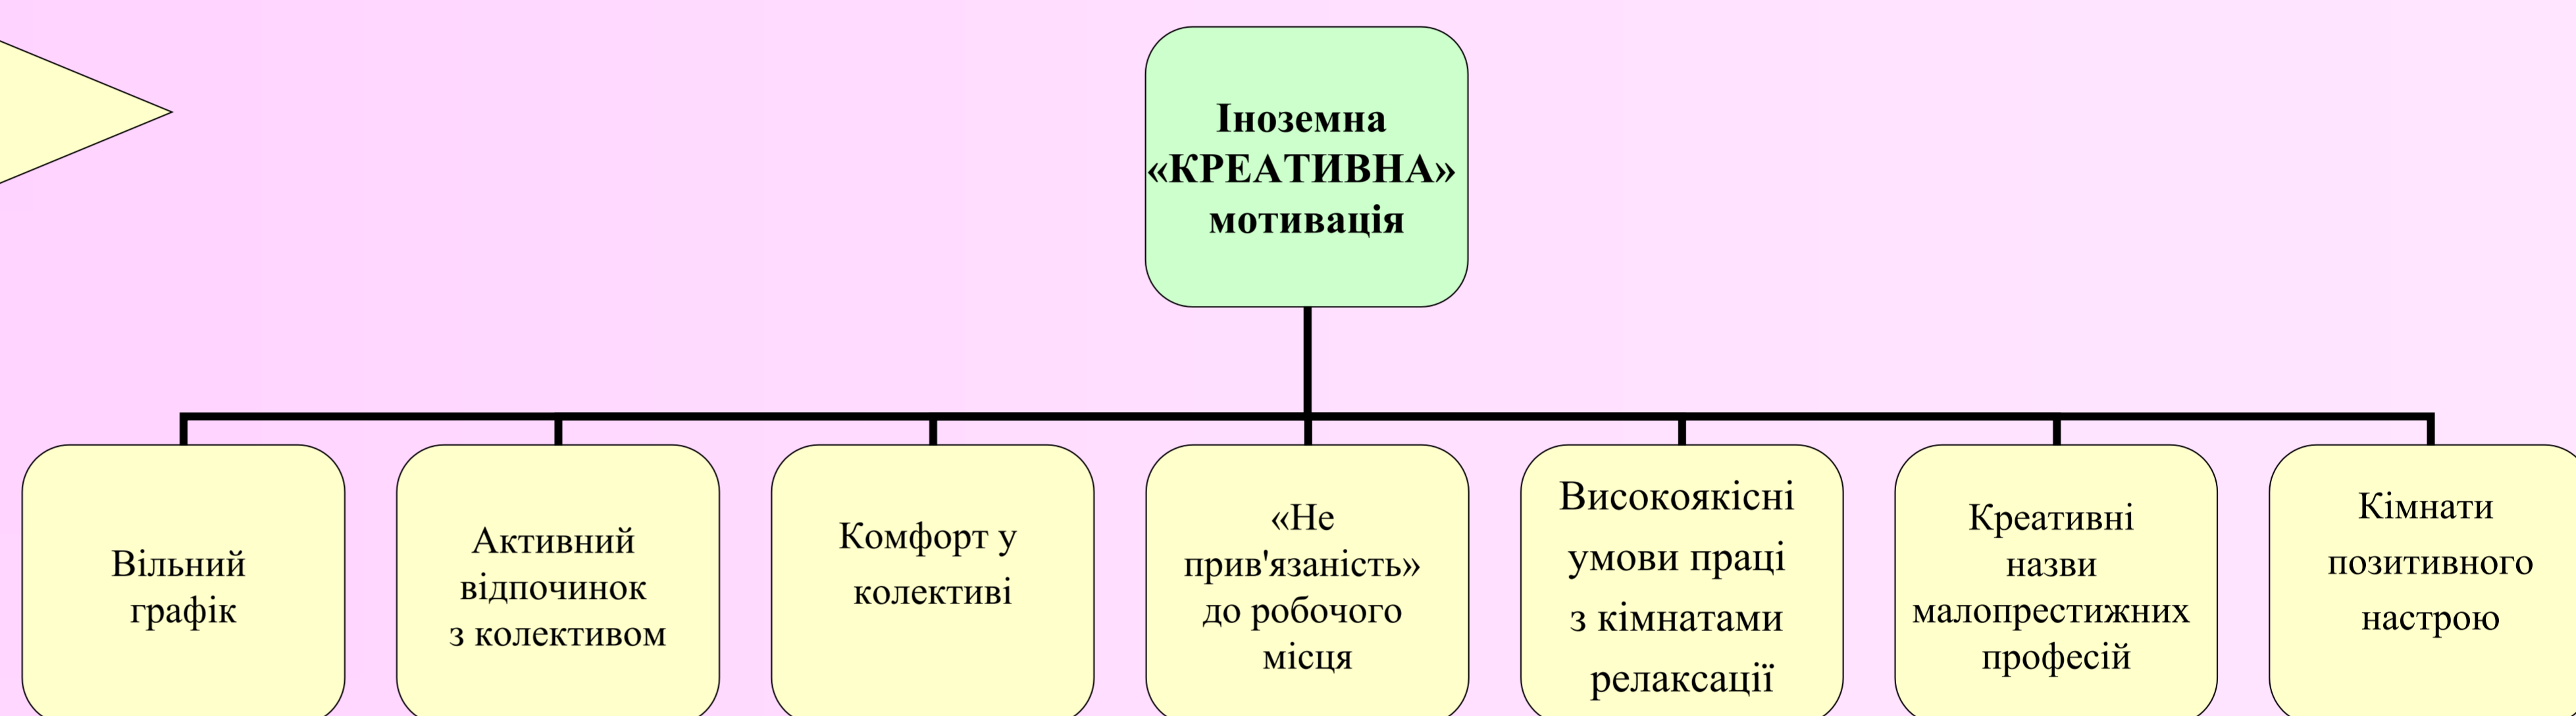 Іноземна
«КРЕАТИВНА»
мотивація
Вільний
графік
Активний
відпочинок
з колективом
Комфорт у
колективі
«Не
прив'язаність»
до робочого
місця
Високоякісні
умови праці
з кімнатами
релаксації
Креативні
назви
малопрестижних
професій
Кімнати
позитивного
настрою